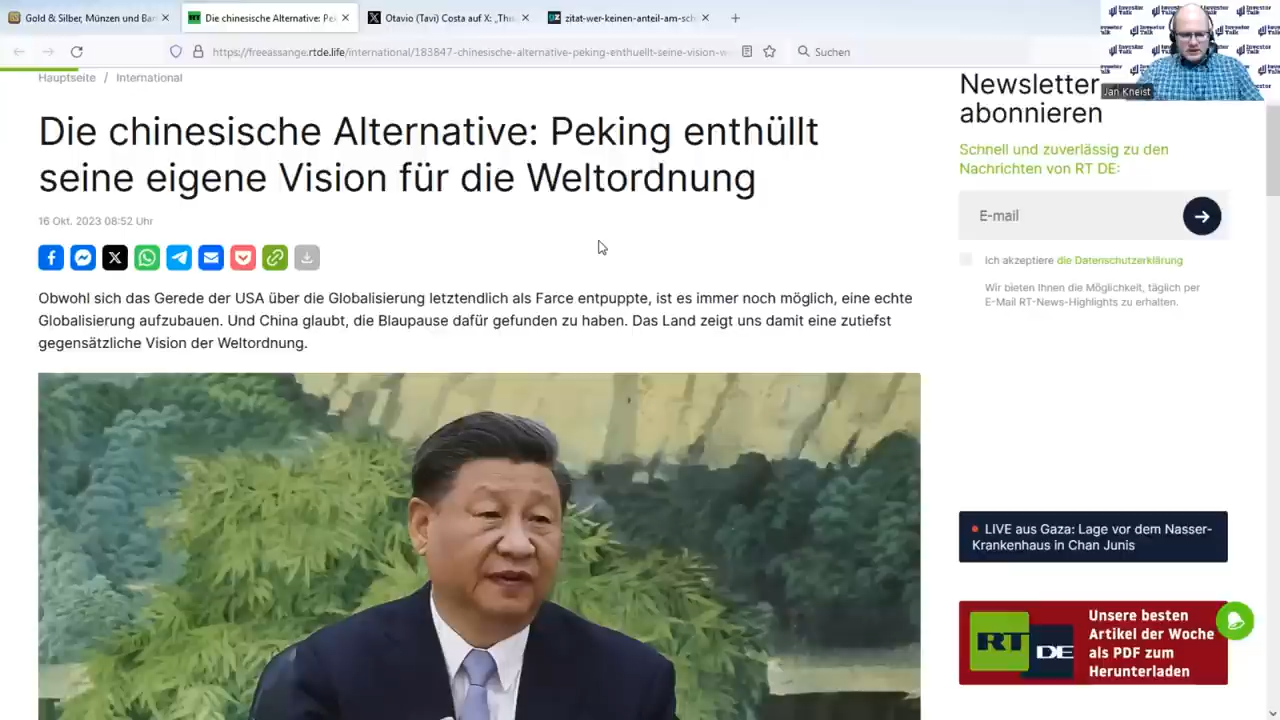 Gold & Silber, Münzen und Bar
Die chinesische Alternative: Pek
Otavio (Tavi) Costa auf X: „This
zitat-wer-keinen-anteil-am-sch
https://freeassange.rtde.life/international/183847-chinesische-alternative-peking-enthuellt-seine-vision-w
Suchen
Jan Kneist
Hauptseite / International
Die chinesische Alternative: Peking enthüllt
seine eigene Vision für die Weltordnung
16 Okt. 2023 08:52 Uhr
Obwohl sich das Gerede der USA über die Globalisierung letztendlich als Farce entpuppte, ist es immer noch möglich, eine echte
Globalisierung aufzubauen. Und China glaubt, die Blaupause dafür gefunden zu haben. Das Land zeigt uns damit eine zutiefst
gegensätzliche Vision der Weltordnung.
Newsletter
abonnieren
Schnell und zuverlässig zu den
Nachrichten von RT DE:
E-mail
Ich akzeptiere die Datenschutzerklärung
Wir bieten Ihnen die Möglichkeit, täglich per
E-Mail RT-News-Highlights zu erhalten.
LIVE aus Gaza: Lage vor dem Nasser-
Krankenhaus in Chan Junis
RT DE
Unsere besten
Artikel der Woche
als PDF zum
Herunterladen